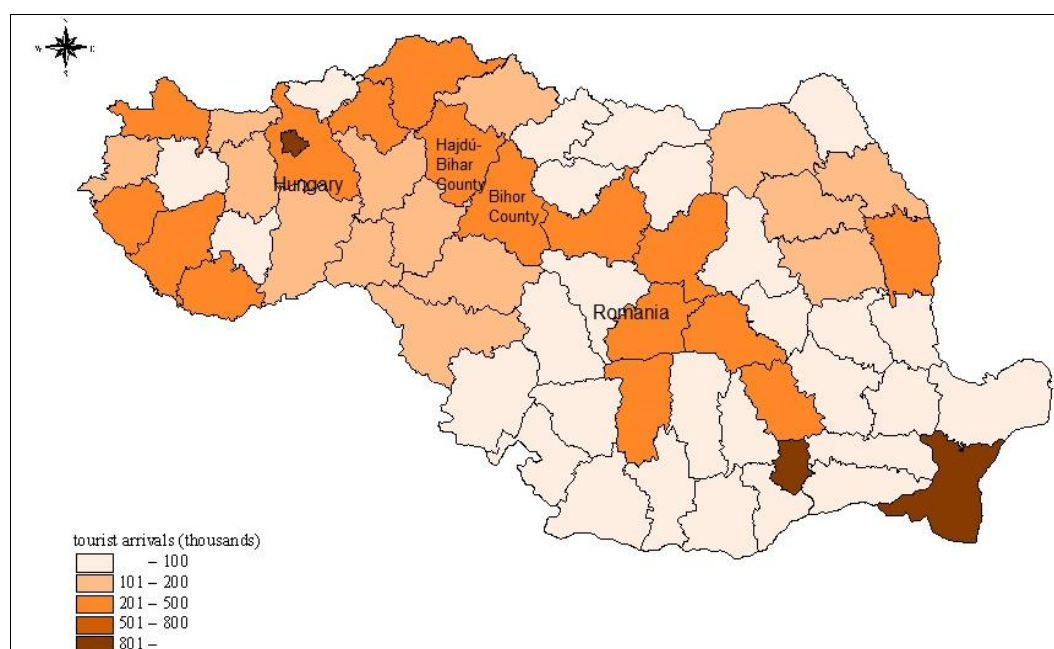 N
W E
S
Hajdú-
Bihar
County
Hungary
Bihor
County
Romania
tourist arrivals (thousands)
– 100
101 – 200
201 – 500
501 – 800
801 –